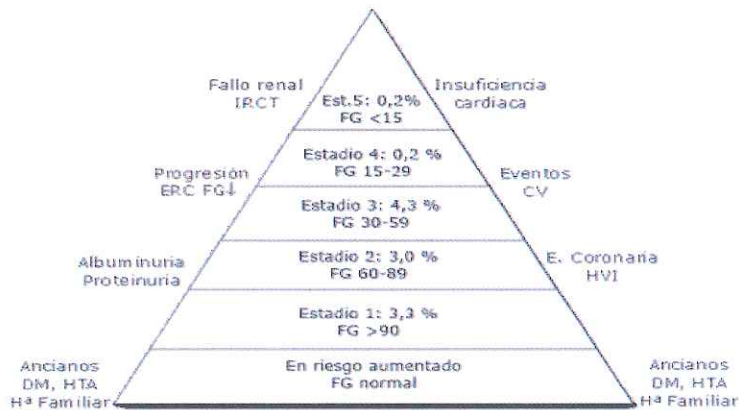 Fallo renal
IRCT
Insuficiencia
cardiaca
Est.5: 0,2%
FG <15
Progresión
ERC FG↓
Estadio 4: 0,2 %
FG 15-29
Eventos
CV
Estadio 3: 4,3 %
FG 30-59
Albuminuria
Proteinuria
Estadio 2: 3,0 %
FG 60-89
E. Coronaria
HVI
Estadio 1: 3,3 %
FG >90
Ancianos
DM, HTA
Hª Familiar
En riesgo aumentado
FG normal
Ancianos
DM, HTA
Hª Familiar